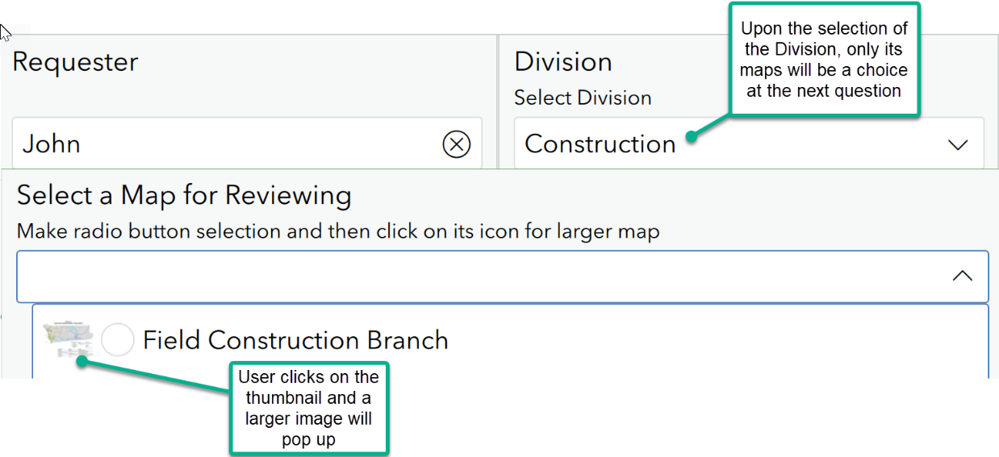 Upon the selection of
the Division, only its
maps will be a choice
at the next question
Requester
Division
Select Division
John
Construction
Select a Map for Reviewing
Make radio button selection and then click on its icon for larger map
Field Construction Branch
User clicks on the
thumbnail and a
larger image will
pop up